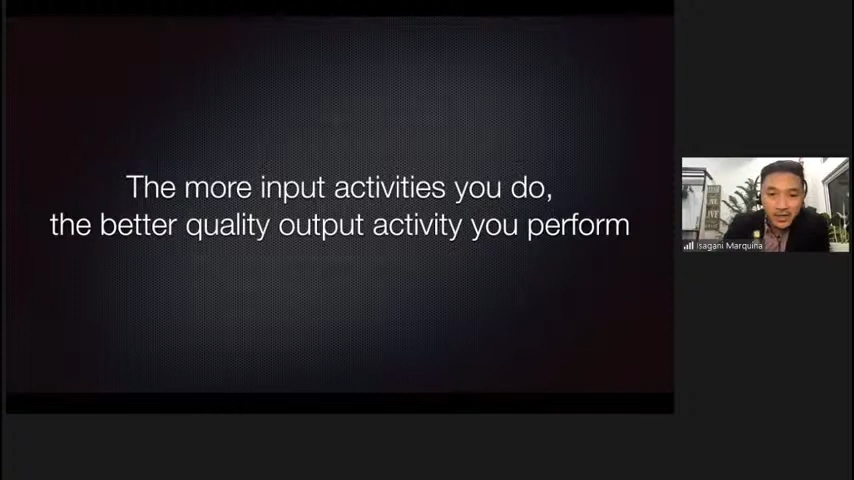 The more input activities you do,
the better quality output activity you perform
Isagani Marquina